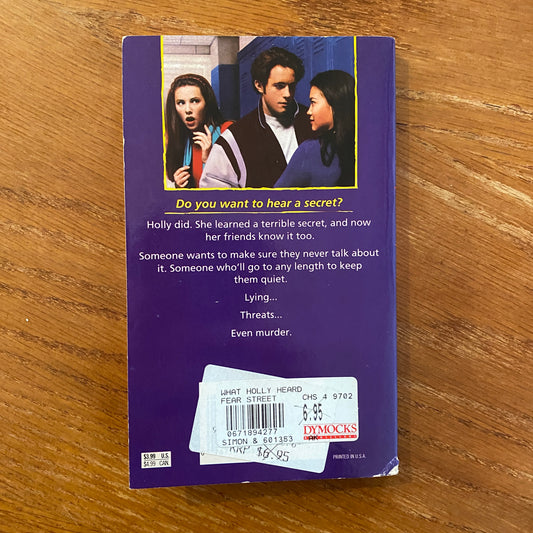 Do you want to hear a secret?
Holly did. She learned a terrible secret, and now
her friends know it too.
Someone wants to make sure they never talk about
it. Someone who'll go to any length to keep
them quiet.
Lying...
Threats...
Even murder.
WHAT HOLLY HEARD
FEAR STREET
CHS 4 9702
6.95
0671894277
DYMOCKS
SIMON & 601353
$6.95
$3.99 U.S.
$4.99 CAN.
PRINTED IN U.S.A.